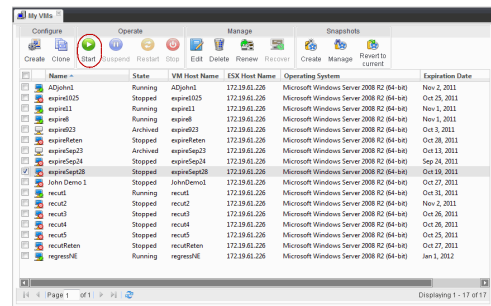 My VMs
Configure Operate Manage Snapshots
Create Clone Start Suspend Restart Stop Edit Delete Renew Recover Create Manage Revert to current
Name State VM Host Name ESX Host Name Operating System Expiration Date
ADjohn1 Running ADjohn1 172.19.61.226 Microsoft Windows Server 2008 R2 (64-bit) Nov 2, 2011
expire1025 Stopped expire1025 172.19.61.226 Microsoft Windows Server 2008 R2 (64-bit) Oct 25, 2011
expire11 Running expire11 172.19.61.226 Microsoft Windows Server 2008 R2 (64-bit) Nov 1, 2011
expire8 Running expire8 172.19.61.226 Microsoft Windows Server 2008 R2 (64-bit) Nov 1, 2011
expire923 Archived expire923 172.19.61.226 Microsoft Windows Server 2008 R2 (64-bit) Oct 3, 2011
expireReten Stopped expireReten 172.19.61.226 Microsoft Windows Server 2008 R2 (64-bit) Oct 28, 2011
expireSep23 Archived expireSep23 172.19.61.226 Microsoft Windows Server 2008 R2 (64-bit) Oct 13, 2011
expireSep24 Stopped expireSep24 172.19.61.226 Microsoft Windows Server 2008 R2 (64-bit) Sep 24, 2011
expireSept28 Stopped expireSept28 172.19.61.226 Microsoft Windows Server 2008 R2 (64-bit) Oct 19, 2011
John Demo 1 Stopped JohnDemo1 172.19.61.226 Microsoft Windows Server 2008 R2 (64-bit) Oct 27, 2011
recut1 Running recut1 172.19.61.226 Microsoft Windows Server 2008 R2 (64-bit) Oct 31, 2011
recut2 Stopped recut2 172.19.61.226 Microsoft Windows Server 2008 R2 (64-bit) Nov 2, 2011
recut3 Stopped recut3 172.19.61.226 Microsoft Windows Server 2008 R2 (64-bit) Oct 26, 2011
recut4 Stopped recut4 172.19.61.226 Microsoft Windows Server 2008 R2 (64-bit) Oct 26, 2011
recut5 Stopped recut5 172.19.61.226 Microsoft Windows Server 2008 R2 (64-bit) Oct 25, 2011
recutReten Stopped recutReten 172.19.61.226 Microsoft Windows Server 2008 R2 (64-bit) Oct 27, 2011
regressNE Running regressNE 172.19.61.226 Microsoft Windows Server 2008 R2 (64-bit) Jan 1, 2012
Page 1 of 1 Displaying 1 - 17 of 17